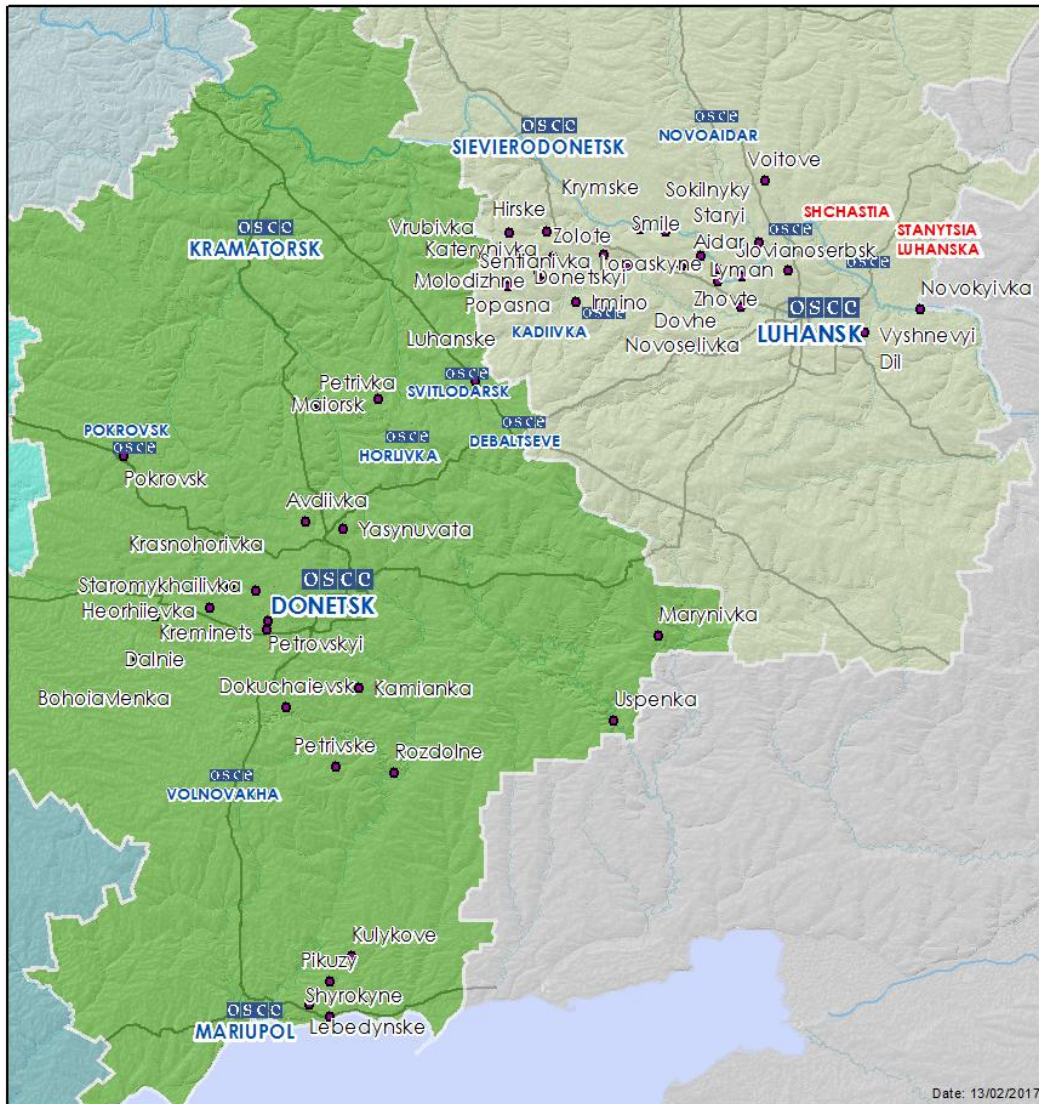 OSCE
SIEVIERODONETSK
OSCE
NOVOAIDAR
Voitove
Krymske
Sokilnyky
Hirske
Staryi
SHCHASTIA
Vrubivka
Smile
OSCE
STANYTSIA
LUHANSKA
OSCE
KRAMATORSK
Zolote
Aidar
Katerynivka
Sentianivka
Lopaskyne
Slovianoserbsk
OSCE
Molodizhne
Donetskyi
Lyman
Popasna
Irmino
Zhovte
Novokyivka
OSCE
KADIIVKA
Dovhe
OSCE
LUHANSK
Luhanske
Novoselivka
Vyshnevyi
Dil
OSCE
SVITLODARSK
Petrivka
Maiorsk
OSCE
DEBALTSEVE
POKROVSK
OSCE
OSCE
HORLIVKA
Pokrovsk
Avdiivka
Yasynuvata
Krasnohorivka
OSCE
DONETSK
Staromykhailivka
Heorhiievka
Kreminets
Petrovskyi
Marynivka
Dalnie
Bohoiavlenka
Dokuchaievsk
Kamianka
Uspenka
Petrivske
Rozdolne
OSCE
VOLNOVAKHA
Kulykove
Pikuzy
Shyrokyne
OSCE
MARIUPOL
Lebedynske
Date: 13/02/2017